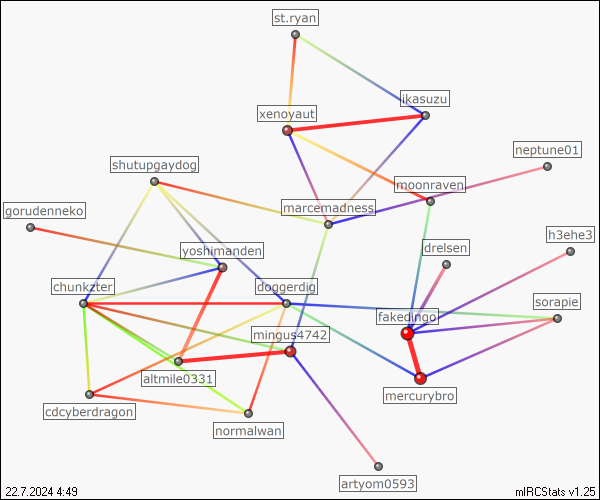 st.ryan
ikasuzu
xenoyaut
neptune01
shutupgaydog
moonraven
marcemadness
gorudenneko
h3ehe3
yoshimanden
drelsen
chunkzter
doggerdig
sorapie
fakedingo
mingus4742
altmile0331
mercurybro
cdcyberdragon
normalwan
artyom0593
22.7.2024 4:49
mIRCStats v1.25